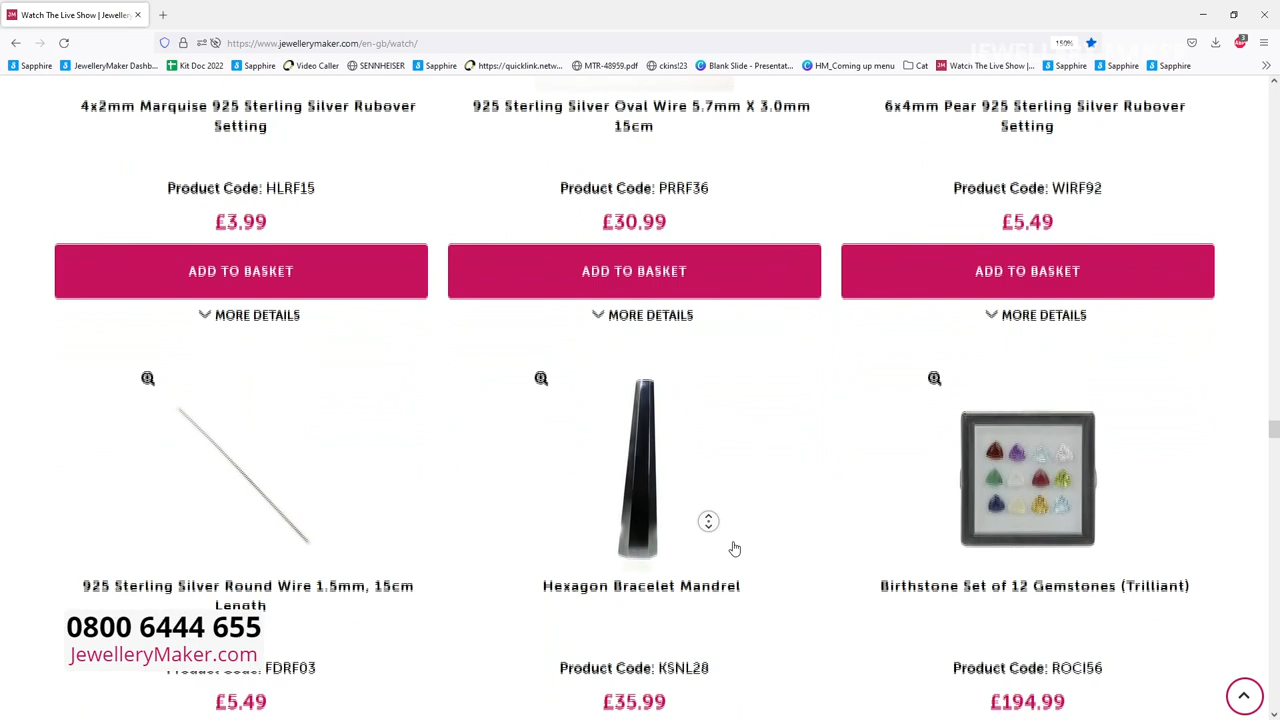 Watch The Live Show | Jewellery
https://www.jewellerymaker.com
gb/watch/
150%
Sapphire
JewelleryMaker Dashb...
Kit Doc 2022
Sapphire
Video Caller
SENNHEISER
Sapphire
https://quicklink.netw...
MTR-48959.pdf
ckins!23
Blank Slide - Presentat...
HM_Coming up menu
Cat
Watch The Live Show |...
Sapphire
Sapphire
Sapphire
4x2mm Marquise 925 Sterling Silver Rubover
Setting
Product Code: HLRF15
£3.99
ADD TO BASKET
MORE DETAILS
925 Sterling Silver Oval Wire 5.7mm X 3.0mm
15cm
Product Code: PRRF36
£30.99
ADD TO BASKET
MORE DETAILS
6x4mm Pear 925 Sterling Silver Rubover
Setting
Product Code: WIRF92
£5.49
ADD TO BASKET
MORE DETAILS
925 Sterling Silver Round Wire 1.5mm, 15cm
Length
FDRF03
£5.49
Hexagon Bracelet Mandrel
Product Code: KSNL28
£35.99
Birthstone Set of 12 Gemstones (Trilliant)
Product Code: ROCI56
£194.99
0800 6444 655
JewelleryMaker.com